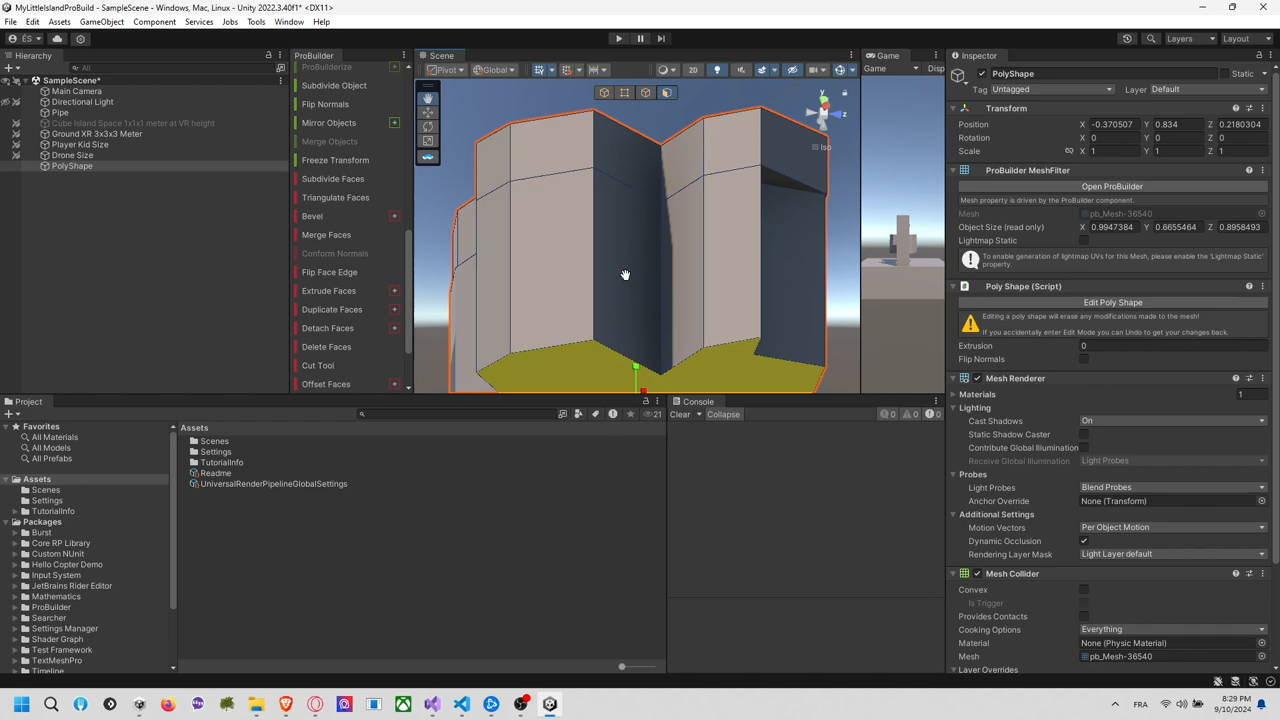 MyLittleIslandProBuild - SampleScene - Windows, Mac, Linux - Unity 2022.3.40f1* <DX11>
File Edit Assets GameObject Component Services Jobs Tools Window Help
ÉS Layers Layout
Hierarchy
All
SampleScene*
Main Camera
Directional Light
Pipe
Cube Island Space 1x1x1 meter at VR height
Ground XR 3x3x3 Meter
Player Kid Size
Drone Size
PolyShape
ProBuilder
ProBuilderize
Subdivide Object
Flip Normals
Mirror Objects
Merge Objects
Freeze Transform
Subdivide Faces
Triangulate Faces
Bevel
Merge Faces
Conform Normals
Flip Face Edge
Extrude Faces
Duplicate Faces
Detach Faces
Delete Faces
Cut Tool
Offset Faces
Scene
Pivot Global 2D
y
z
Iso
Game
Game Disp
Inspector
PolyShape Static
Tag Untagged Layer Default
Transform
Position X -0.370507 Y 0.834 Z 0.2180304
Rotation X 0 Y 0 Z 0
Scale X 1 Y 1 Z 1
ProBuilder MeshFilter
Open ProBuilder
Mesh property is driven by the ProBuilder component.
Mesh pb_Mesh-36540
Object Size (read only) X 0.9947384 Y 0.6655464 Z 0.8958493
Lightmap Static
To enable generation of lightmap UVs for this Mesh, please enable the 'Lightmap Static' property.
Poly Shape (Script)
Edit Poly Shape
Editing a poly shape will erase any modifications made to the mesh!
If you accidentally enter Edit Mode you can Undo to get your changes back.
Extrusion 0
Flip Normals
Mesh Renderer
Materials 1
Lighting
Cast Shadows On
Static Shadow Caster
Contribute Global Illumination
Receive Global Illumination Light Probes
Probes
Light Probes Blend Probes
Anchor Override None (Transform)
Additional Settings
Motion Vectors Per Object Motion
Dynamic Occlusion
Rendering Layer Mask Light Layer default
Mesh Collider
Convex
Is Trigger
Provides Contacts
Cooking Options Everything
Material None (Physic Material)
Mesh pb_Mesh-36540
Layer Overrides
Project
21
Favorites
All Materials
All Models
All Prefabs
Assets
Scenes
Settings
TutorialInfo
Packages
Burst
Core RP Library
Custom NUnit
Hello Copter Demo
Input System
JetBrains Rider Editor
Mathematics
ProBuilder
Searcher
Settings Manager
Shader Graph
Test Framework
TextMeshPro
Timeline
Assets
Scenes
Settings
TutorialInfo
Readme
UniversalRenderPipelineGlobalSettings
Console
Clear Collapse 0 0 0
FRA 8:29 PM
9/10/2024